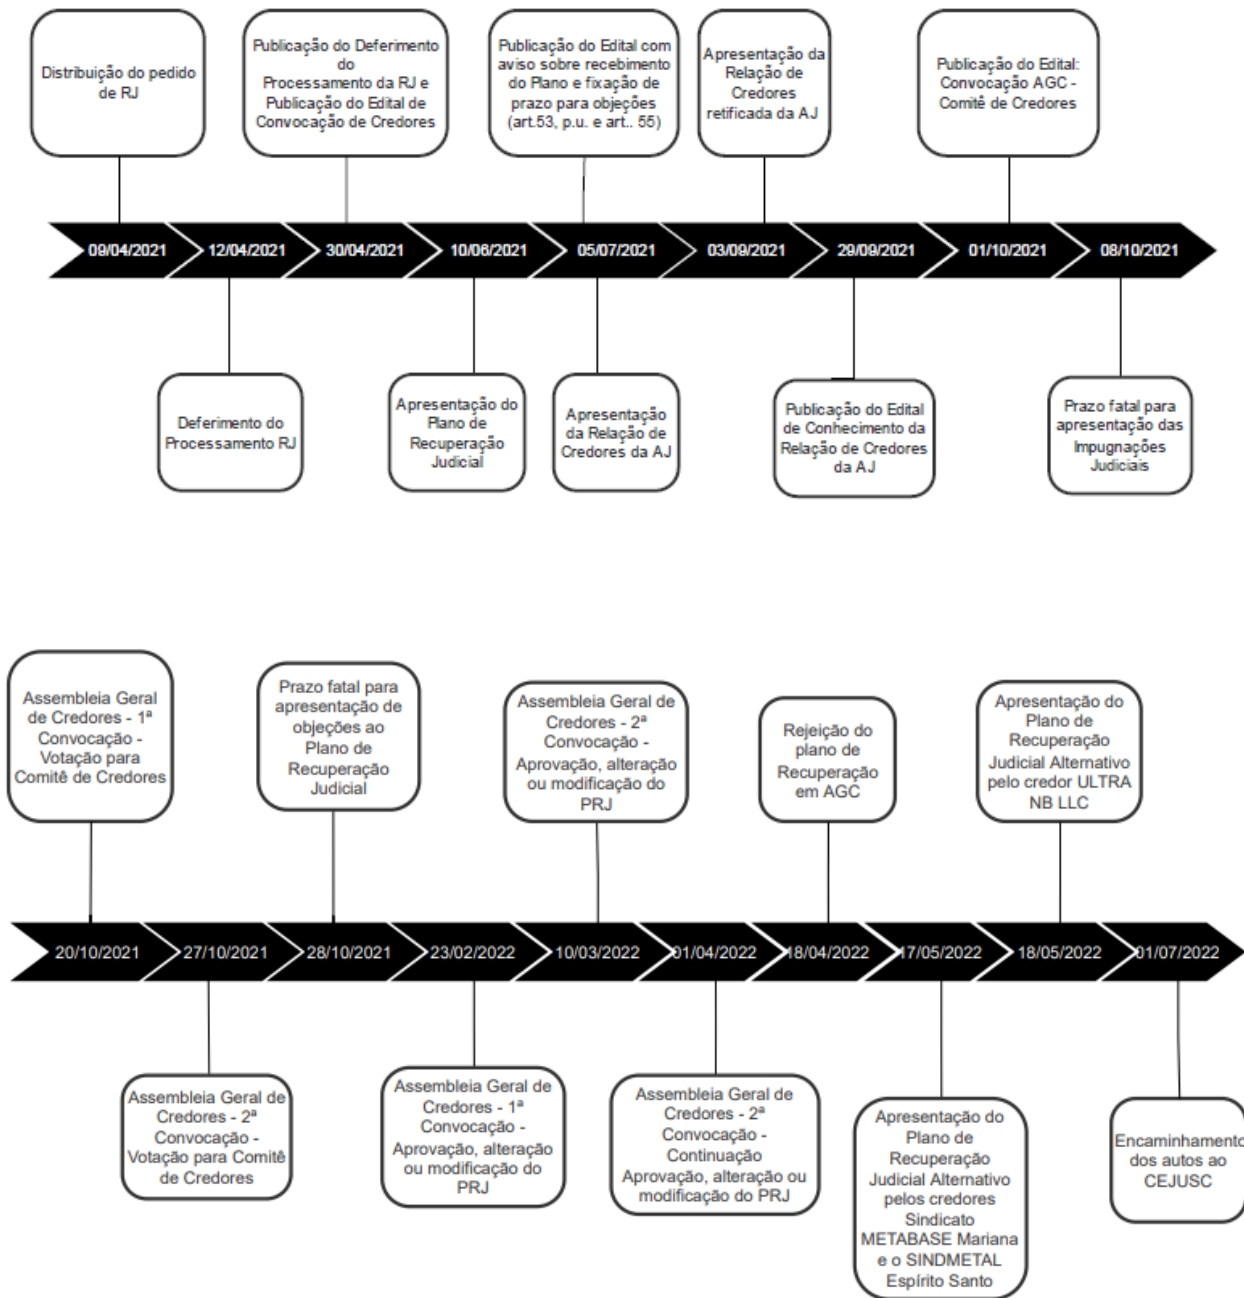 Distribuição do pedido
de RJ
Publicação do Deferimento
do
Processamento da RJ e
Publicação do Edital de
Convocação de Credores
Publicação do Edital com
aviso sobre recebimento
do Plano e fixação de
prazo para objeções
(art.53, p.u. e art.. 55)
Apresentação da
Relação de
Credores
retificada da AJ
Publicação do Edital:
Convocação AGC -
Comitê de Credores
09/04/2021
12/04/2021
30/04/2021
10/06/2021
05/07/2021
03/09/2021
29/09/2021
01/10/2021
08/10/2021
Deferimento do
Processamento RJ
Apresentação do
Plano de
Recuperação
Judicial
Apresentação
da Relação de
Credores da AJ
Publicação do Edital
de Conhecimento da
Relação de Credores
da AJ
Prazo fatal para
apresentação das
Impugnações
Judiciais
Assembleia Geral
de Credores - 1ª
Convocação -
Votação para
Comitê de Credores
Prazo fatal para
apresentação de
objeções ao
Plano de
Recuperação
Judicial
Assembleia Geral de
Credores - 2ª
Convocação -
Aprovação, alteração
ou modificação do
PRJ
Rejeição do
plano de
Recuperação
em AGC
Apresentação do
Plano de
Recuperação
Judicial Alternativo
pelo credor ULTRA
NB LLC
20/10/2021
27/10/2021
28/10/2021
23/02/2022
10/03/2022
01/04/2022
18/04/2022
17/05/2022
18/05/2022
01/07/2022
Assembleia Geral de
Credores - 2ª
Convocação -
Votação para Comitê
de Credores
Assembleia Geral de
Credores - 1ª
Convocação -
Aprovação, alteração
ou modificação do
PRJ
Assembleia Geral de
Credores - 2ª
Convocação -
Continuação
Aprovação, alteração ou
modificação do PRJ
Apresentação do
Plano de
Recuperação
Judicial Alternativo
pelos credores
Sindicato
METABASE Mariana
e o SINDMETAL
Espírito Santo
Encaminhamento
dos autos ao
CEJUSC